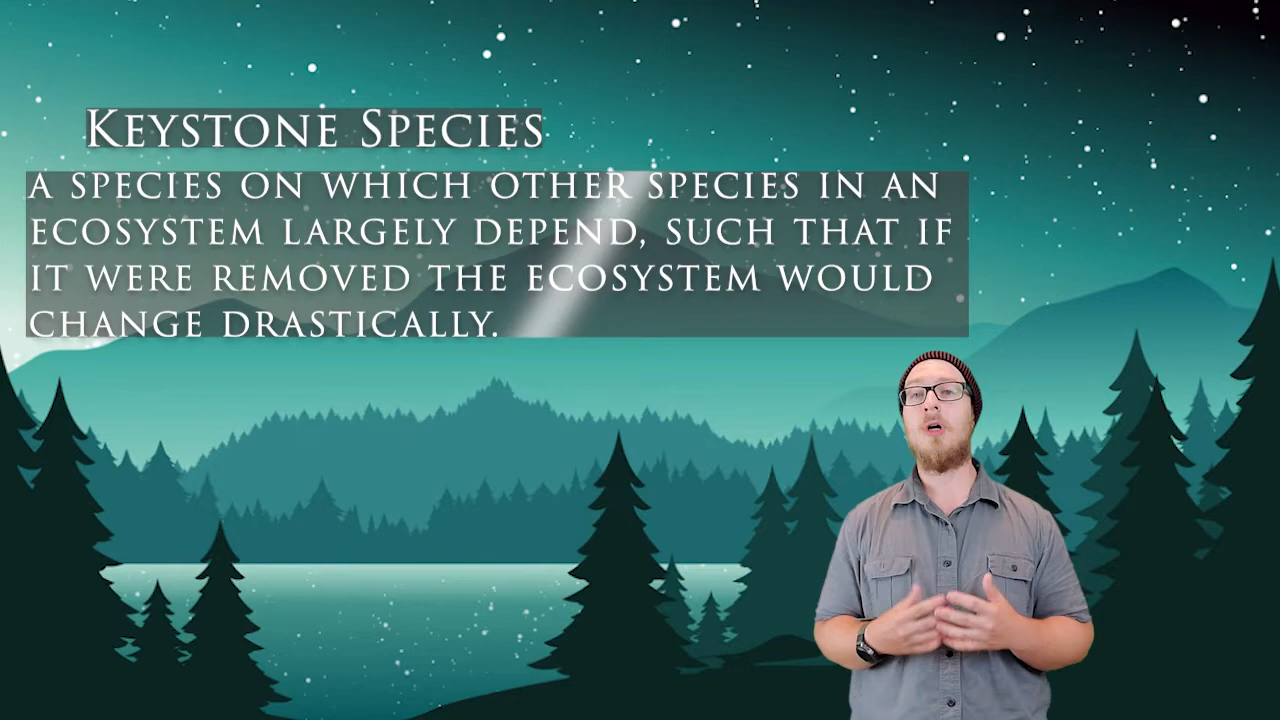 Keystone Species
a species on which other species in an
ecosystem largely depend, such that if
it were removed the ecosystem would
change drastically.